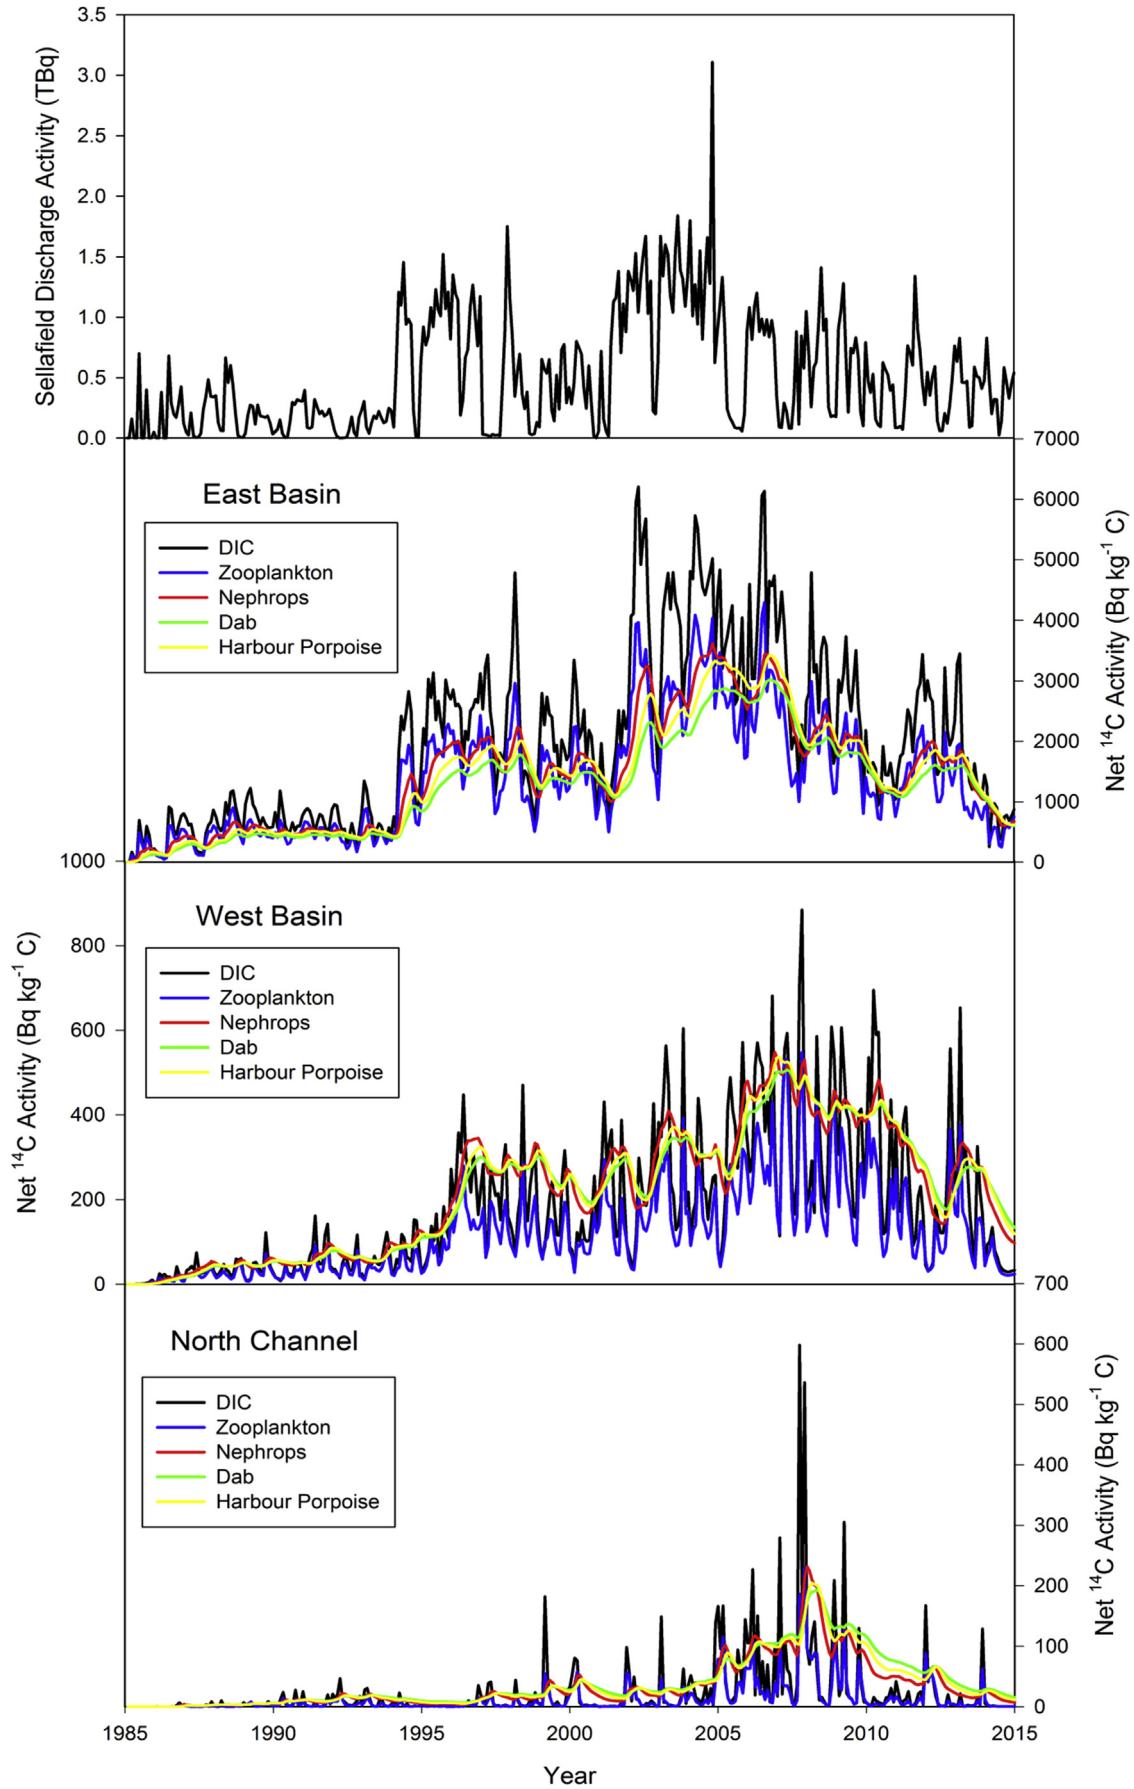 3.5
3.0
2.5
2.0
1.5
1.0
0.5
0.0
Sellafield Discharge Activity (TBq)
East Basin
DIC
Zooplankton
Nephrops
Dab
Harbour Porpoise
7000
6000
5000
4000
3000
2000
1000
0
Net ¹⁴C Activity (Bq kg⁻¹ C)
West Basin
DIC
Zooplankton
Nephrops
Dab
Harbour Porpoise
1000
800
600
400
200
0
Net ¹⁴C Activity (Bq kg⁻¹ C)
North Channel
DIC
Zooplankton
Nephrops
Dab
Harbour Porpoise
700
600
500
400
300
200
100
0
Net ¹⁴C Activity (Bq kg⁻¹ C)
1985 1990 1995 2000 2005 2010 2015
Year